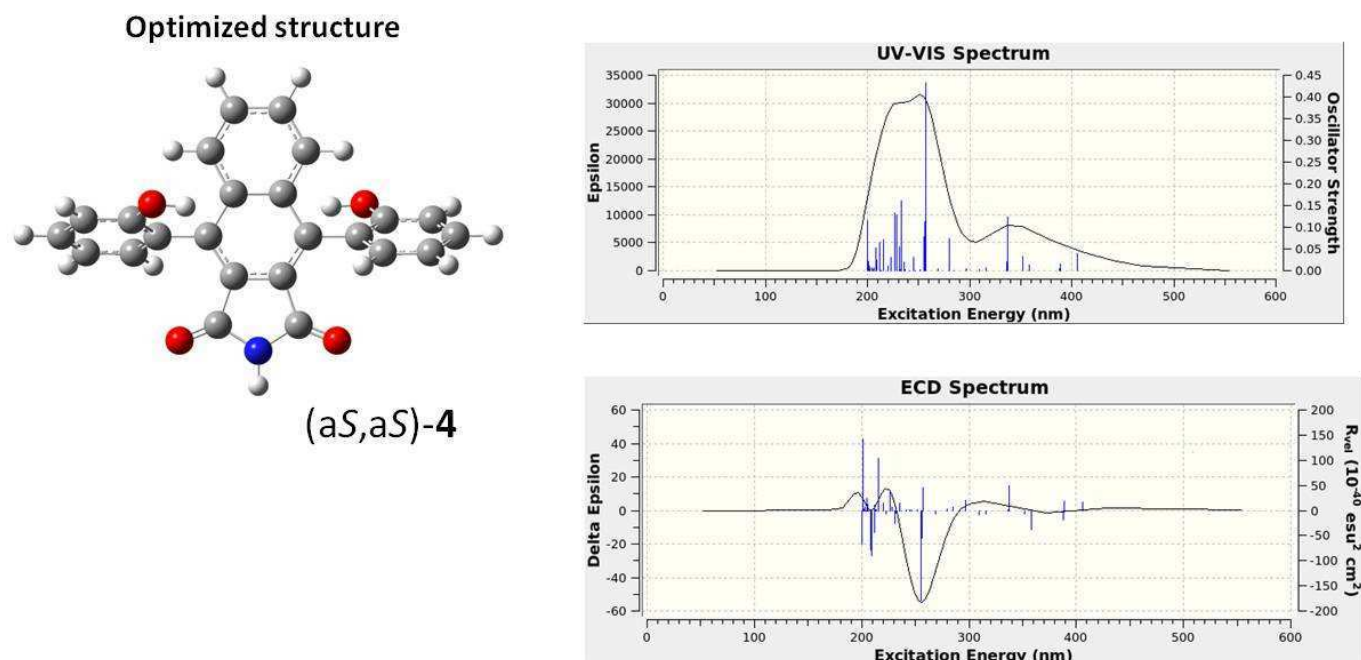 Optimized structure
(aS,aS)-4
UV-VIS Spectrum
35000
30000
25000
20000
15000
10000
5000
0
Epsilon
0.45
0.40
0.35
0.30
0.25
0.20
0.15
0.10
0.05
0.00
Oscillator Strength
0 100 200 300 400 500 600
Excitation Energy (nm)
ECD Spectrum
60
40
20
0
-20
-40
-60
Delta Epsilon
200
150
100
50
0
-50
-100
-150
-200
R vel (10^-40 esu² cm²)
0 100 200 300 400 500 600
Excitation Energy (nm)